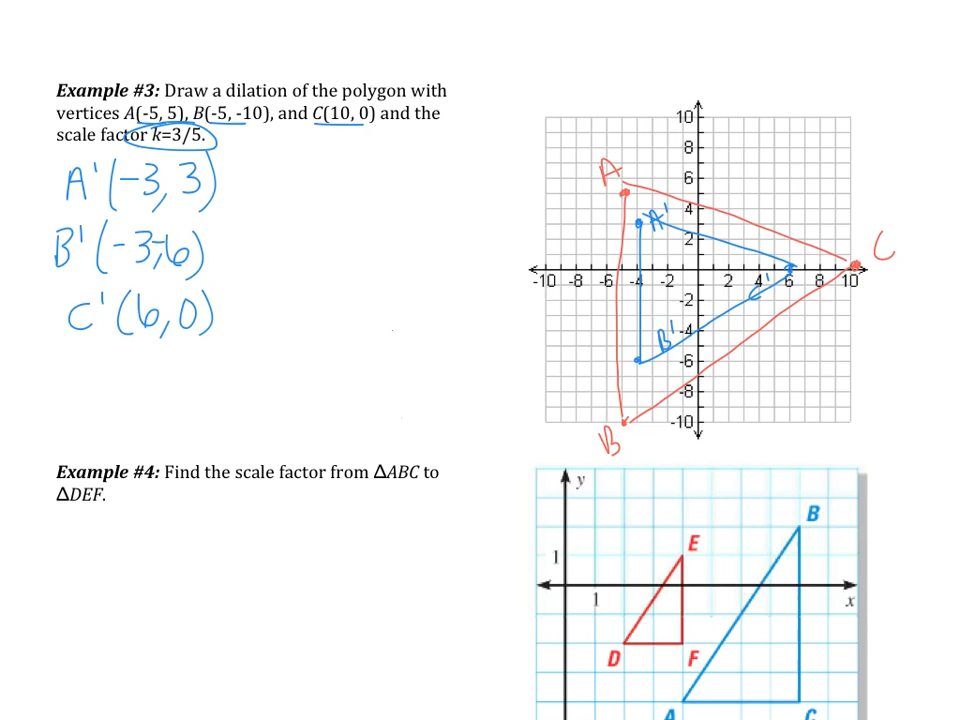 Example #3: Draw a dilation of the polygon with
vertices A(-5, 5), B(-5, -10), and C(10, 0) and the
scale factor k=3/5.
A'(-3, 3)
B'(-3,-6)
C'(6,0)
10
8
6
4
2
-10 -8 -6 -4 -2 2 4 6 8 10
-2
-4
-6
-8
-10
A
B
C
A'
B'
C'
Example #4: Find the scale factor from ΔABC to
ΔDEF.
y
B
E
1
1
x
D
F
A
C